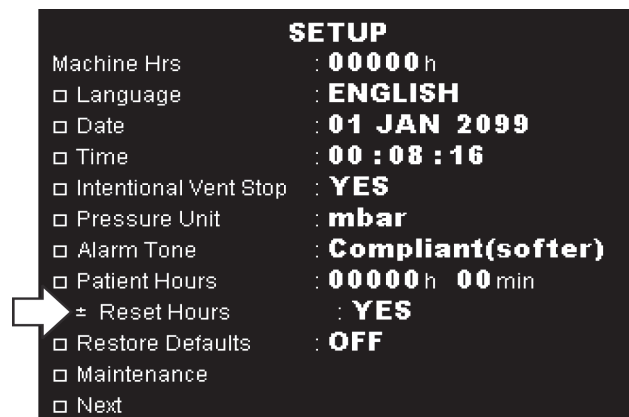 SETUP
Machine Hrs : 00000 h
□ Language : ENGLISH
□ Date : 01 JAN 2099
□ Time : 00 : 08 : 16
□ Intentional Vent Stop : YES
□ Pressure Unit : mbar
□ Alarm Tone : Compliant(softer)
□ Patient Hours : 00000 h 00 min
± Reset Hours : YES
□ Restore Defaults : OFF
□ Maintenance
□ Next